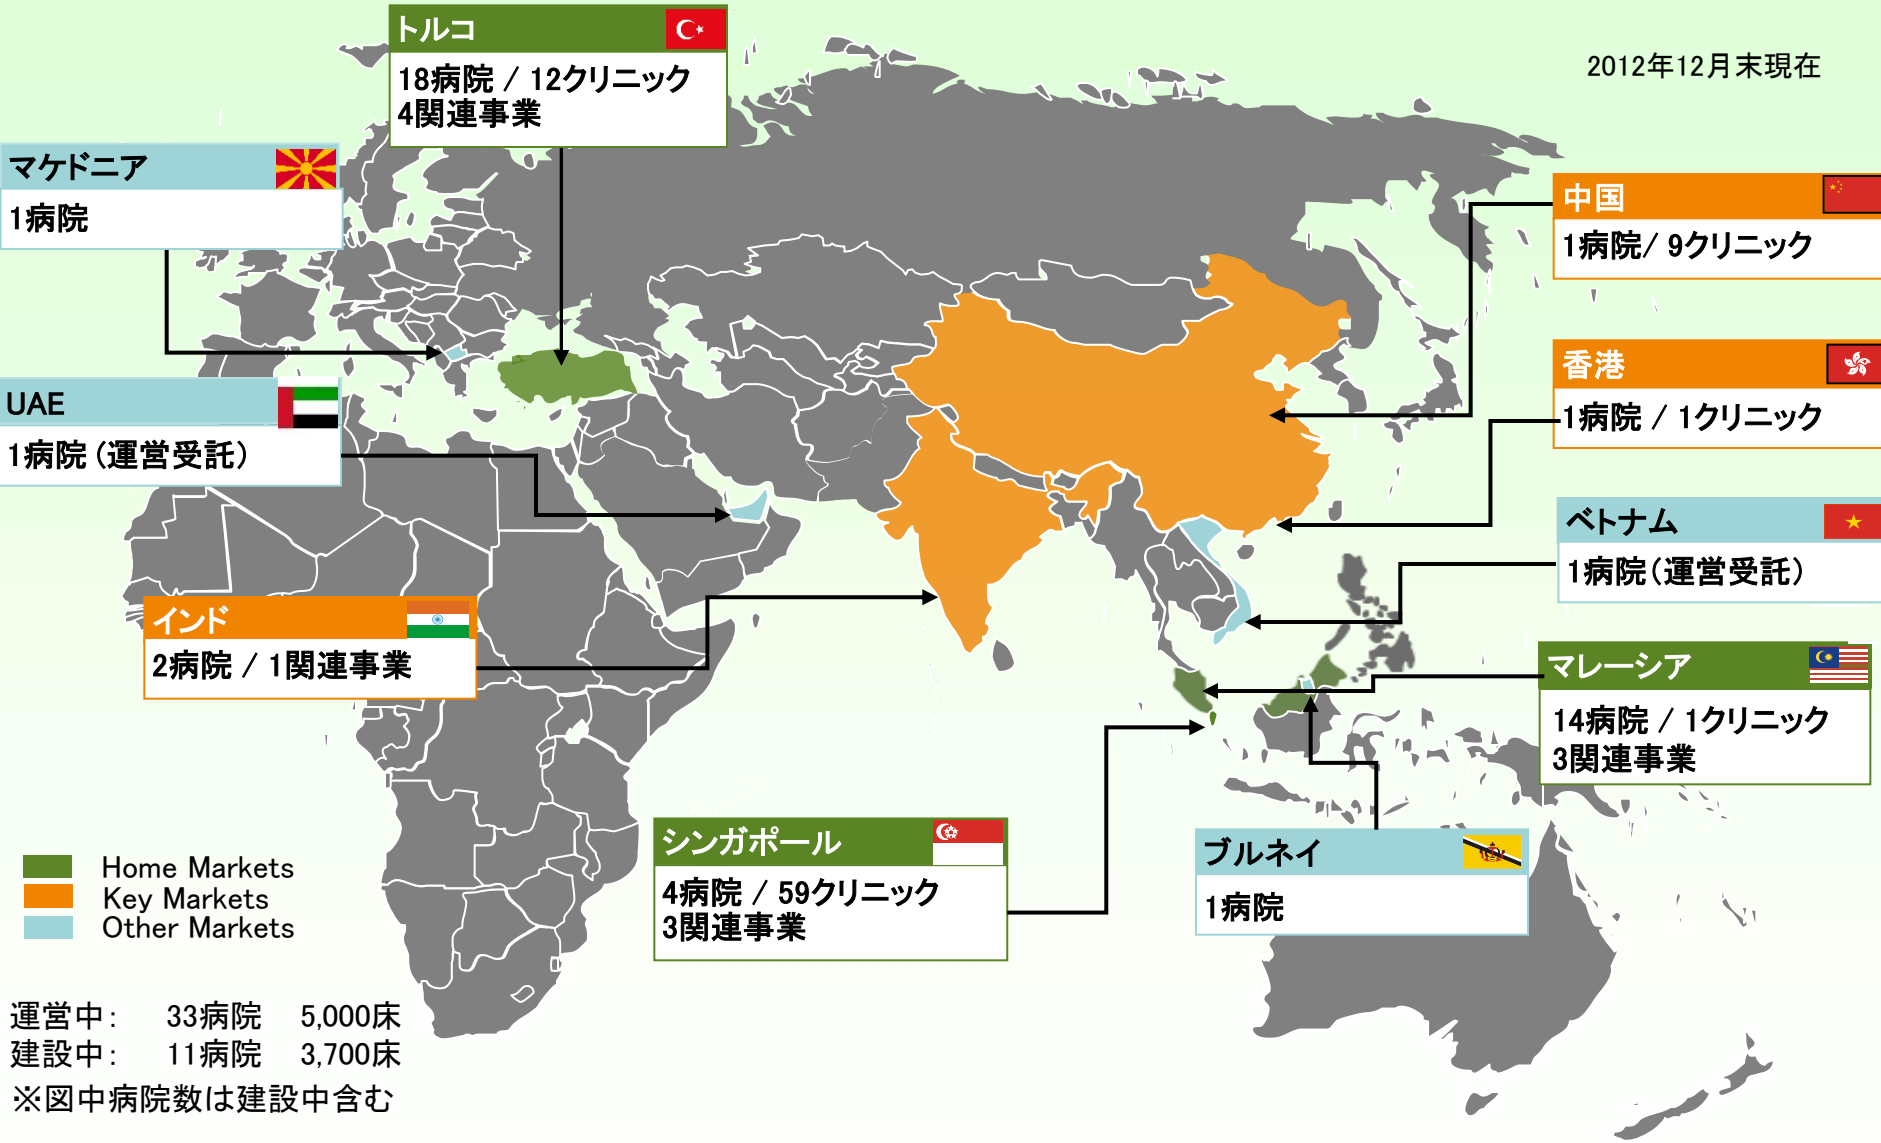 2012年12月末現在
トルコ
18病院 / 12クリニック
4関連事業
マケドニア
1病院
中国
1病院/ 9クリニック
香港
1病院 / 1クリニック
UAE
1病院(運営受託)
ベトナム
1病院(運営受託)
インド
2病院 / 1関連事業
マレーシア
14病院 / 1クリニック
3関連事業
シンガポール
4病院 / 59クリニック
3関連事業
ブルネイ
1病院
Home Markets
Key Markets
Other Markets
運営中: 33病院 5,000床
建設中: 11病院 3,700床
※図中病院数は建設中含む